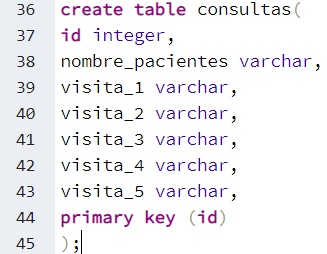 36 create table consultas(
37 id integer,
38 nombre_pacientes varchar,
39 visita_1 varchar,
40 visita_2 varchar,
41 visita_3 varchar,
42 visita_4 varchar,
43 visita_5 varchar,
44 primary key (id)
45 );